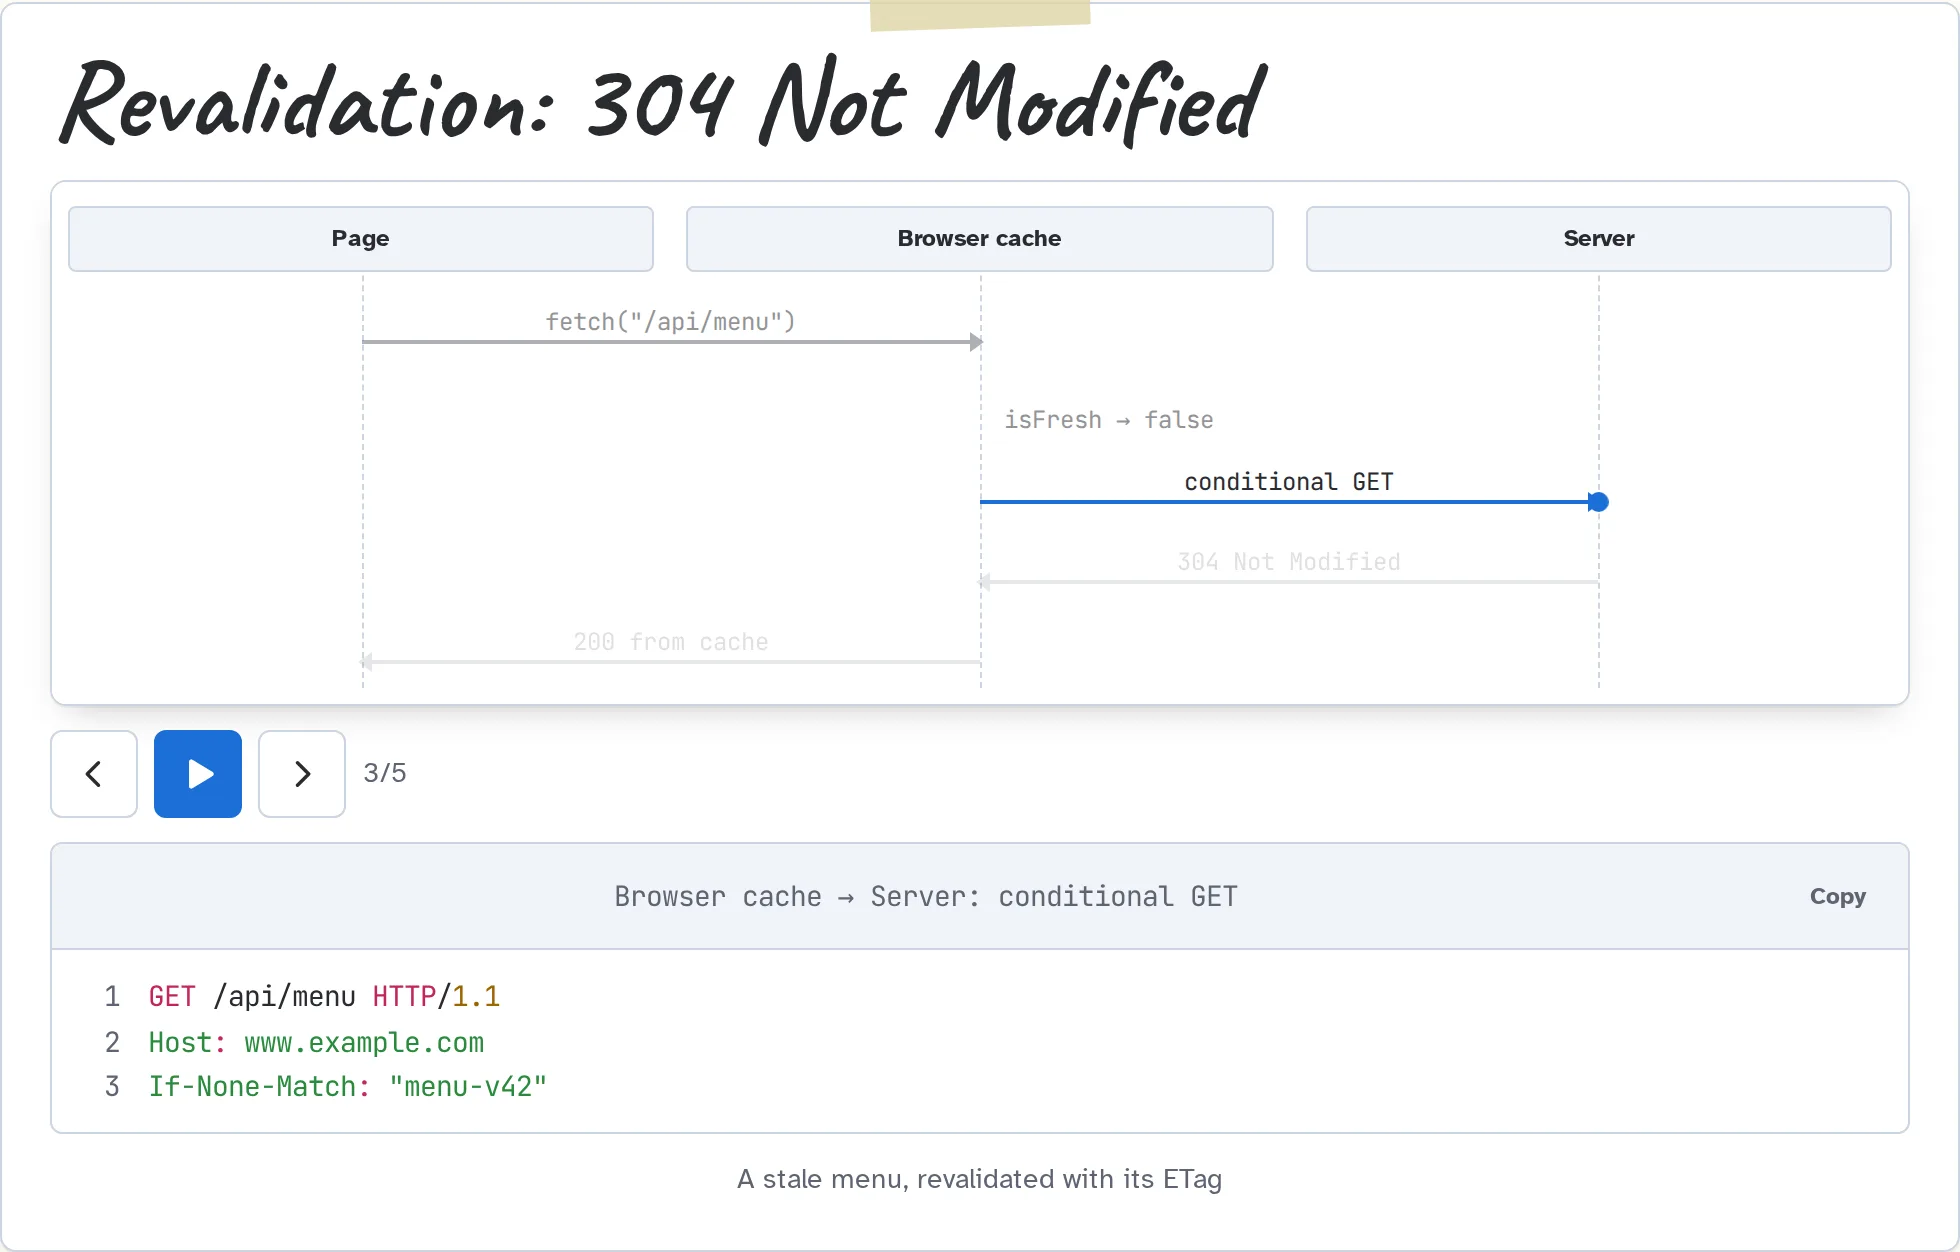 Revalidation: 304 Not Modified
Page
Browser cache
Server
fetch("/api/menu")
isFresh → false
conditional GET
304 Not Modified
200 from cache
3/5
Browser cache → Server: conditional GET
Copy
1 GET /api/menu HTTP/1.1
2 Host: www.example.com
3 If-None-Match: "menu-v42"
A stale menu, revalidated with its ETag